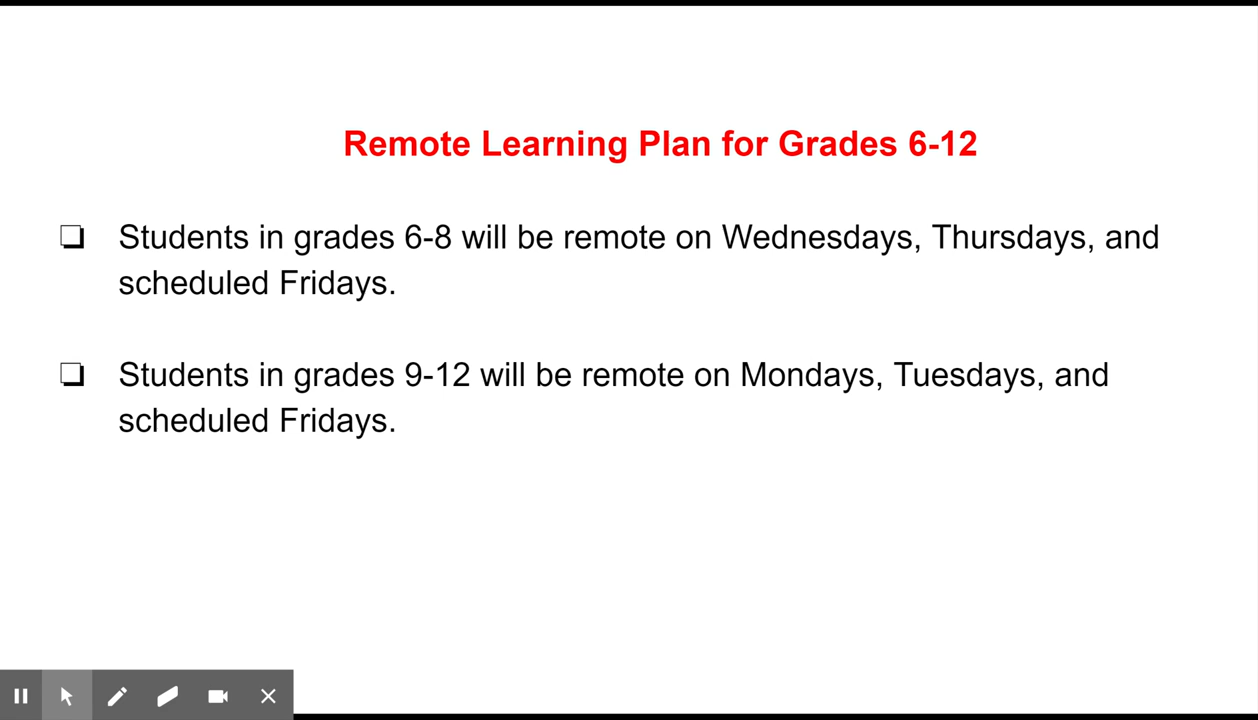 Remote Learning Plan for Grades 6-12
❏ Students in grades 6-8 will be remote on Wednesdays, Thursdays, and
scheduled Fridays.
❏ Students in grades 9-12 will be remote on Mondays, Tuesdays, and
scheduled Fridays.